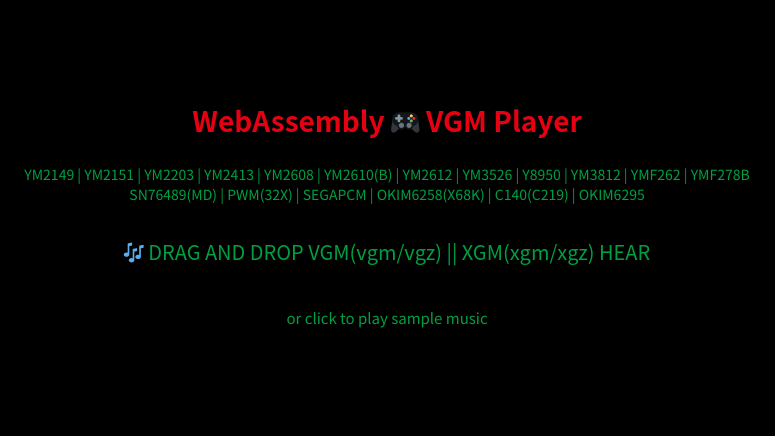 WebAssembly 🎮 VGM Player
YM2149 | YM2151 | YM2203 | YM2413 | YM2608 | YM2610(B) | YM2612 | YM3526 | Y8950 | YM3812 | YMF262 | YMF278B
SN76489(MD) | PWM(32X) | SEGAPCM | OKIM6258(X68K) | C140(C219) | OKIM6295
🎶 DRAG AND DROP VGM(vgm/vgz) || XGM(xgm/xgz) HEAR
or click to play sample music